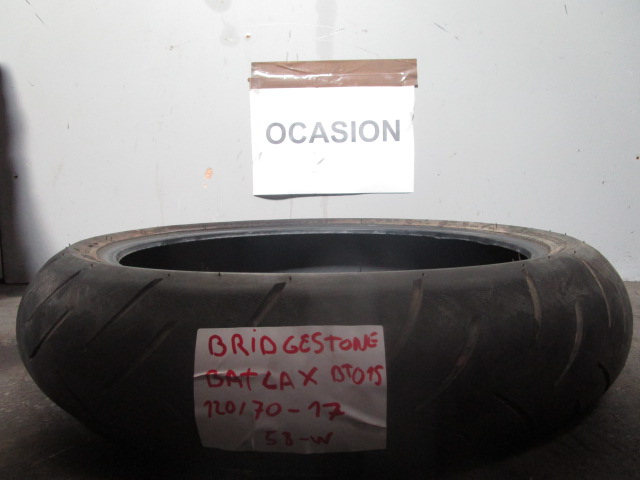 OCASION
BRiDGESTONE
BAtLAX BT015
120/70-17
58-W